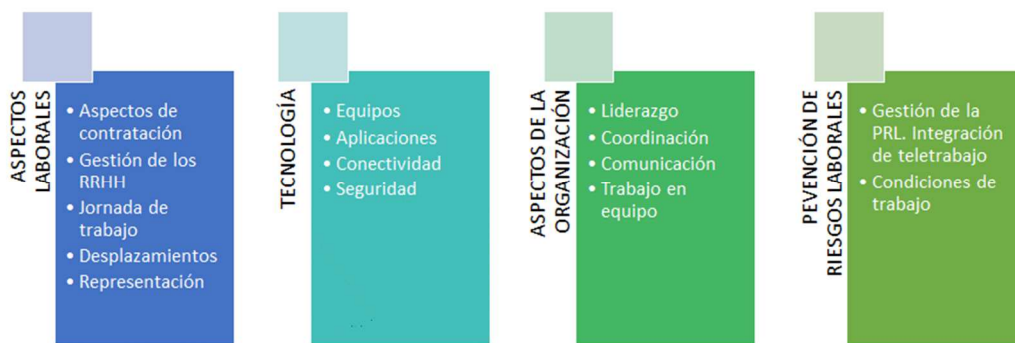 ASPECTOS
LABORALES
• Aspectos de
contratación
• Gestión de los
RRHH
• Jornada de
trabajo
• Desplazamientos
• Representación
TECNOLOGÍA
• Equipos
• Aplicaciones
• Conectividad
• Seguridad
ASPECTOS DE LA
ORGANIZACIÓN
• Liderazgo
• Coordinación
• Comunicación
• Trabajo en
equipo
PEVENCIÓN DE
RIESGOS LABORALES
• Gestión de la
PRL. Integración
de teletrabajo
• Condiciones de
trabajo